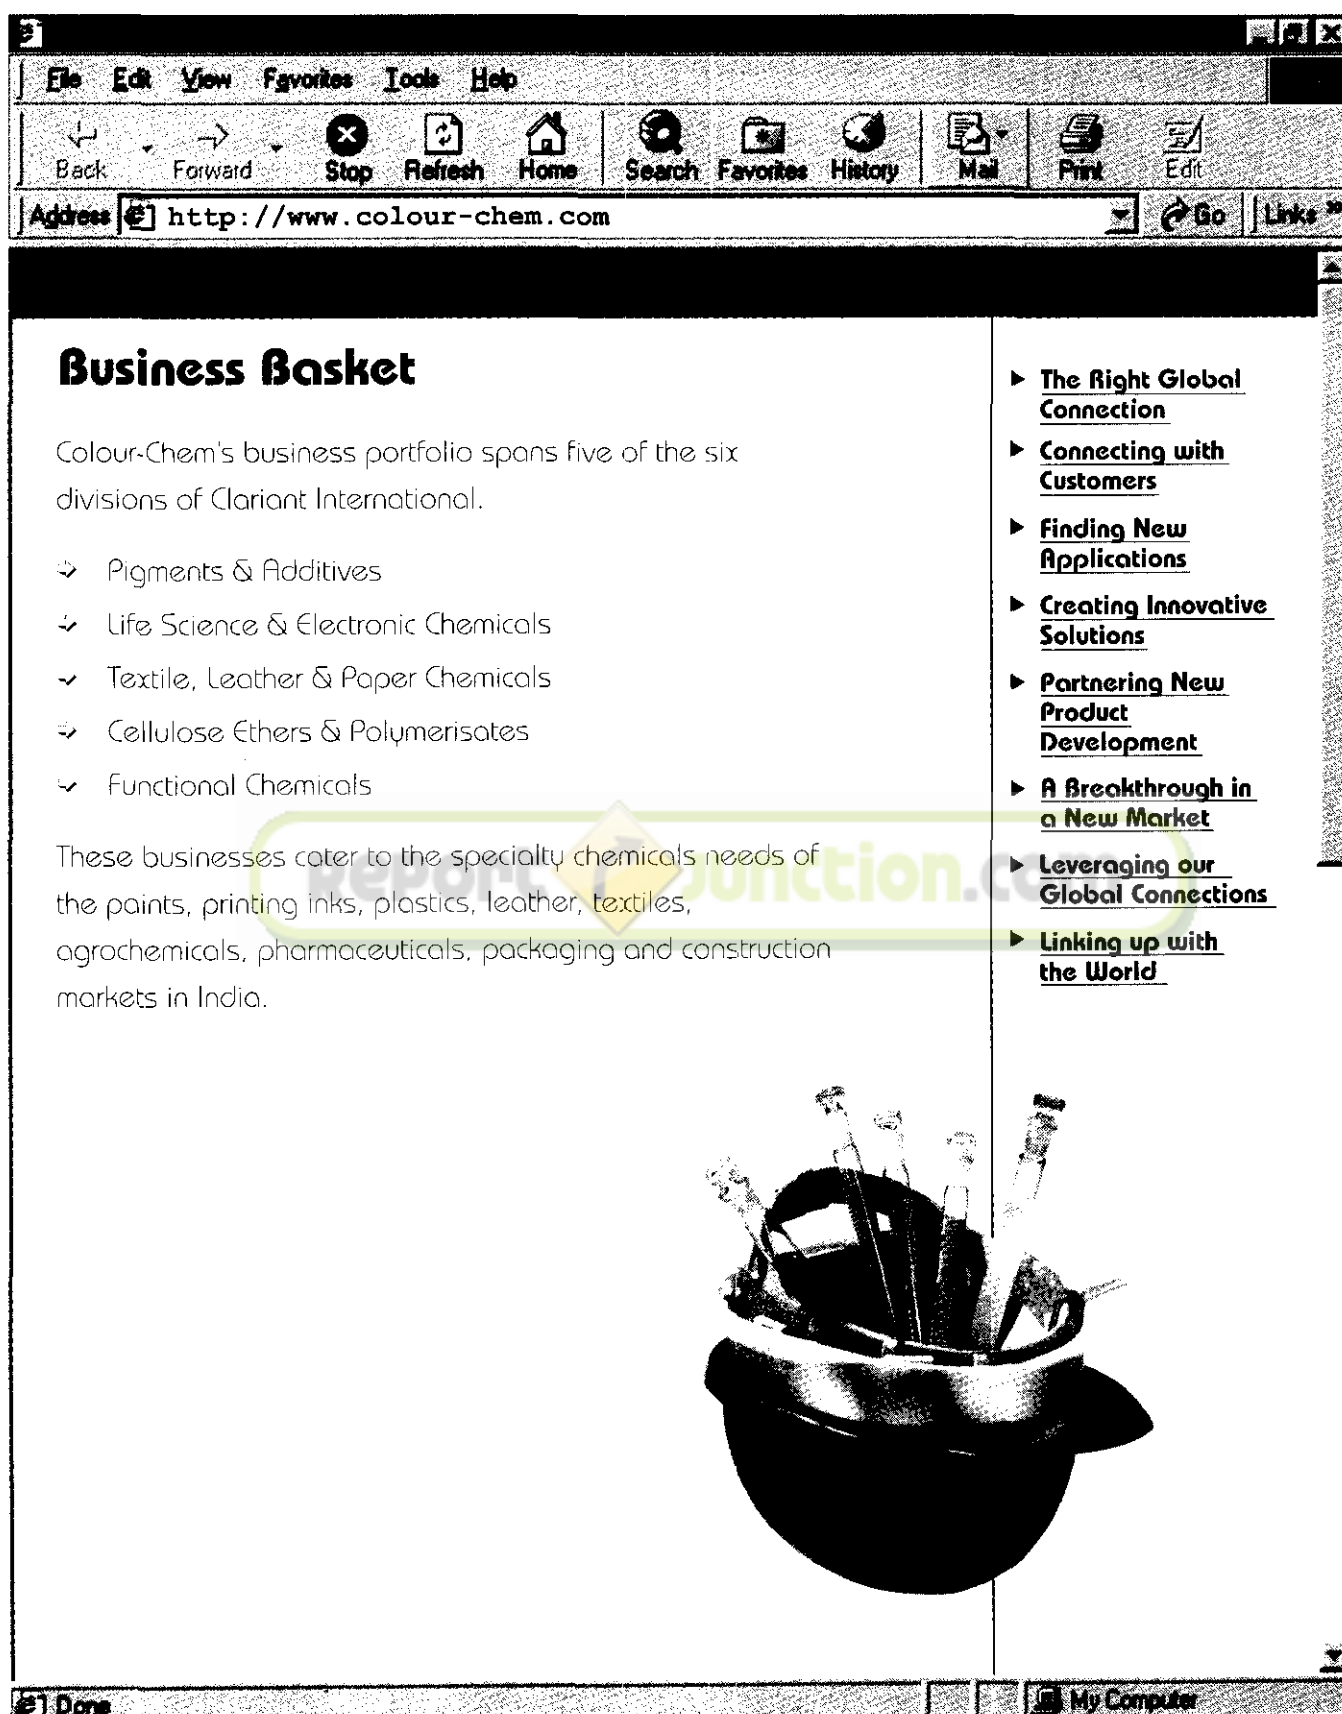 File Edit View Favorites Tools Help
Back Forward Stop Refresh Home Search Favorites History Mail Print Edit
Address http://www.colour-chem.com Go Links »
Business Basket
Colour-Chem's business portfolio spans five of the six
divisions of Clariant International.
Pigments & Additives
Life Science & Electronic Chemicals
Textile, Leather & Paper Chemicals
Cellulose Ethers & Polymerisates
Functional Chemicals
These businesses cater to the specialty chemicals needs of
the paints, printing inks, plastics, leather, textiles,
agrochemicals, pharmaceuticals, packaging and construction
markets in India.
Report Junction.com
The Right Global
Connection
Connecting with
Customers
Finding New
Applications
Creating Innovative
Solutions
Partnering New
Product
Development
A Breakthrough in
a New Market
Leveraging our
Global Connections
Linking up with
the World
Done My Computer